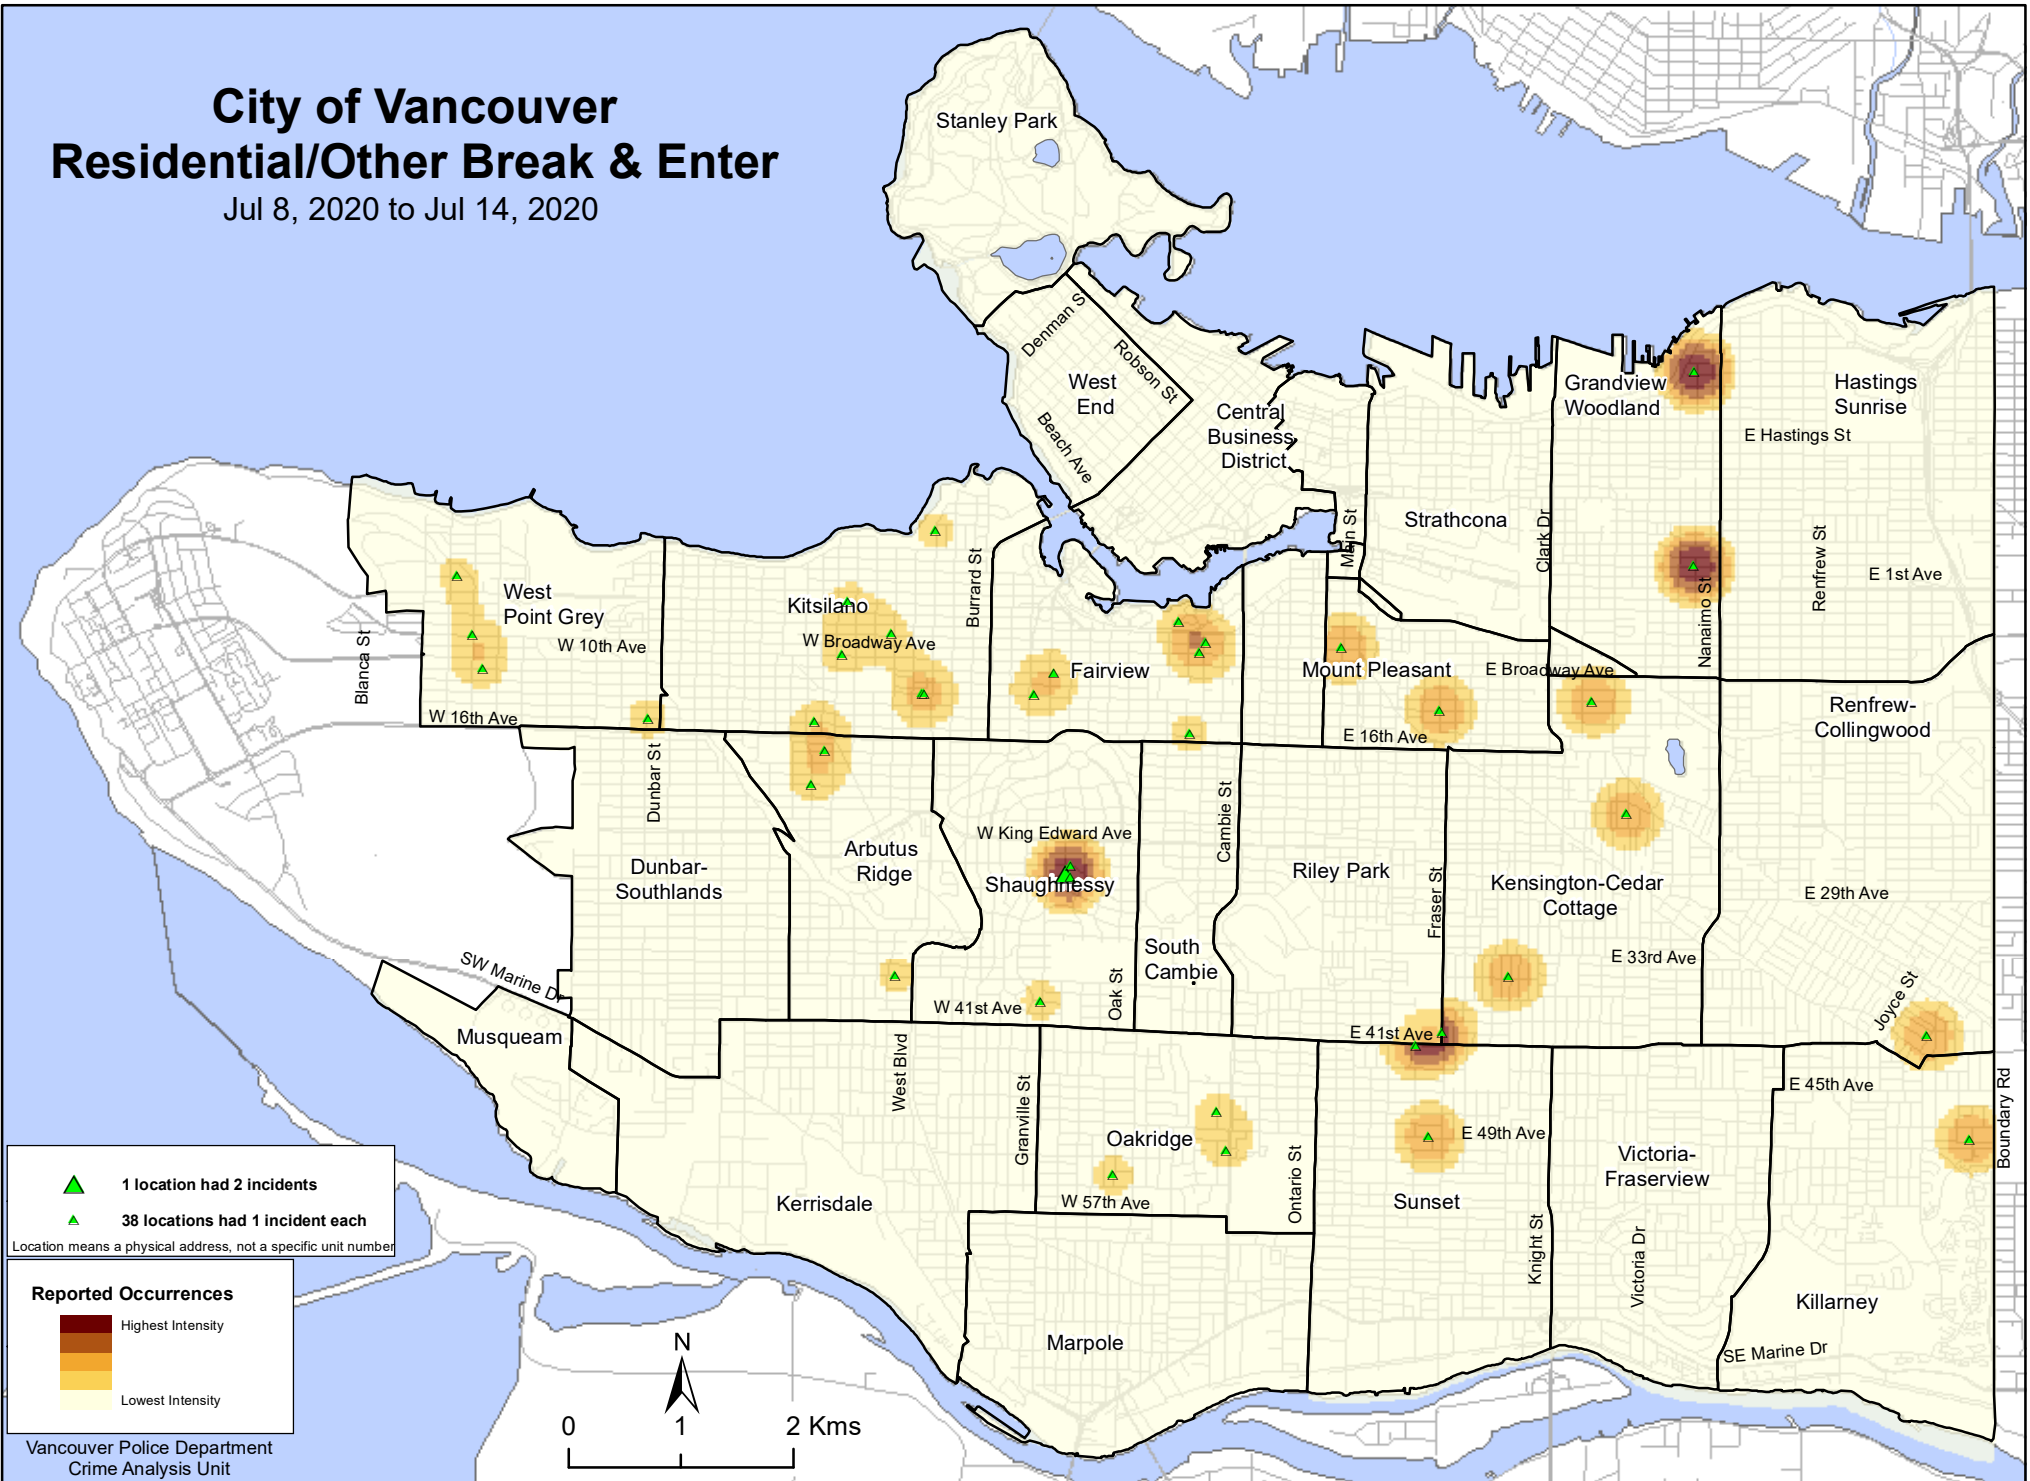 City of Vancouver
Residential/Other Break & Enter
Jul 8, 2020 to Jul 14, 2020
Stanley Park
Denman S
Robson St
West
End
Beach Ave
Central
Business
District
Main St
Strathcona
Clark Dr
Grandview
Woodland
Hastings
Sunrise
E Hastings St
Renfrew St
E 1st Ave
Nanaimo St
West
Point Grey
W 10th Ave
Blanca St
W 16th Ave
Kitsilano
W Broadway Ave
Burrard St
Fairview
Mount Pleasant
E Broadway Ave
E 16th Ave
Renfrew-
Collingwood
Dunbar St
Dunbar-
Southlands
Arbutus
Ridge
W King Edward Ave
Shaughnessy
Cambie St
Riley Park
Fraser St
Kensington-Cedar
Cottage
E 29th Ave
E 33rd Ave
South
Cambie
Oak St
W 41st Ave
E 41st Ave
Joyce St
SW Marine Dr
Musqueam
West Blvd
Granville St
Oakridge
Ontario St
E 49th Ave
E 45th Ave
Boundary Rd
Victoria-
Fraserview
Kerrisdale
W 57th Ave
Sunset
Knight St
Victoria Dr
Killarney
SE Marine Dr
Marpole
1 location had 2 incidents
38 locations had 1 incident each
Location means a physical address, not a specific unit number
Reported Occurrences
Highest Intensity
Lowest Intensity
Vancouver Police Department
Crime Analysis Unit
N
0 1 2 Kms